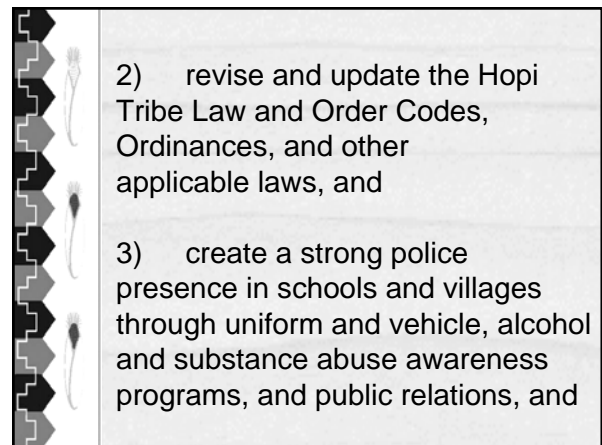 2) revise and update the Hopi
Tribe Law and Order Codes,
Ordinances, and other
applicable laws, and
3) create a strong police
presence in schools and villages
through uniform and vehicle, alcohol
and substance abuse awareness
programs, and public relations, and